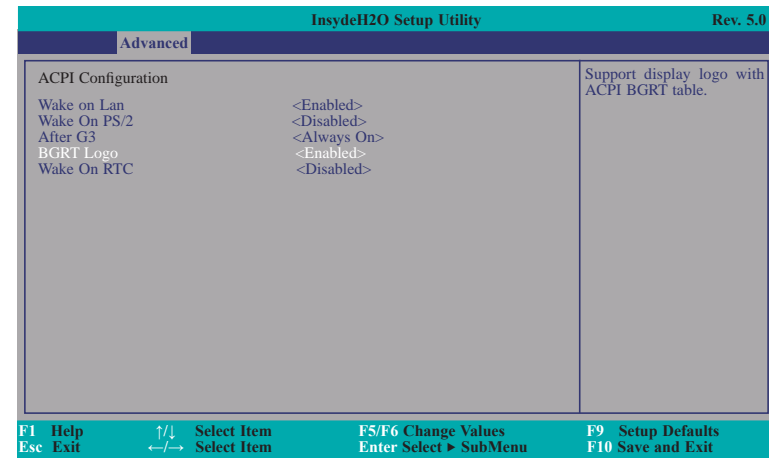 InsydeH2O Setup Utility Rev. 5.0
Advanced
ACPI Configuration
Wake on Lan <Enabled>
Wake On PS/2 <Disabled>
After G3 <Always On>
BGRT Logo <Enabled>
Wake On RTC <Disabled>
Support display logo with
ACPI BGRT table.
F1 Help ↑/↓ Select Item F5/F6 Change Values F9 Setup Defaults
Esc Exit ←/→ Select Item Enter Select ► SubMenu F10 Save and Exit